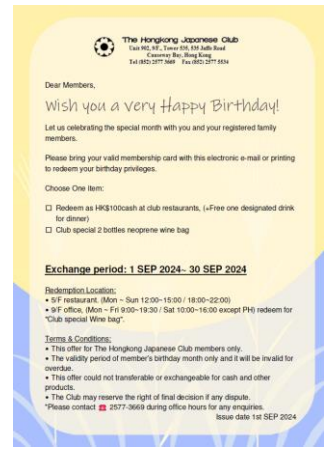 The Hongkong Japanese Club
Unit 902, 9/F., Tower 535, 535 Jaffe Road
Causeway Bay, Hong Kong
Tel (852) 2577 3669 Fax (852) 2577 5534
Dear Members,
Wish you a very Happy Birthday!
Let us celebrating the special month with you and your registered family
members.
Please bring your valid membership card with this electronic e-mail or printing
to redeem your birthday privileges.
Choose One Item:
☐ Redeem as HK$100cash at club restaurants, (+Free one designated drink
for dinner)
☐ Club special 2 bottles neoprene wine bag
Exchange period: 1 SEP 2024~ 30 SEP 2024
Redemption Location:
• 5/F restaurant. (Mon ~ Sun 12:00~15:00 / 18:00~22:00)
• 9/F office, (Mon ~ Fri 9:00~19:30 / Sat 10:00~16:00 except PH) redeem for
"Club special Wine bag".
Terms & Conditions:
• This offer for The Hongkong Japanese Club members only.
• The validity period of member's birthday month only and it will be invalid for
overdue.
• This offer could not transferable or exchangeable for cash and other
products.
• The Club may reserve the right of final decision if any dispute.
*Please contact ☎ 2577-3669 during office hours for any enquiries.
Issue date 1st SEP 2024